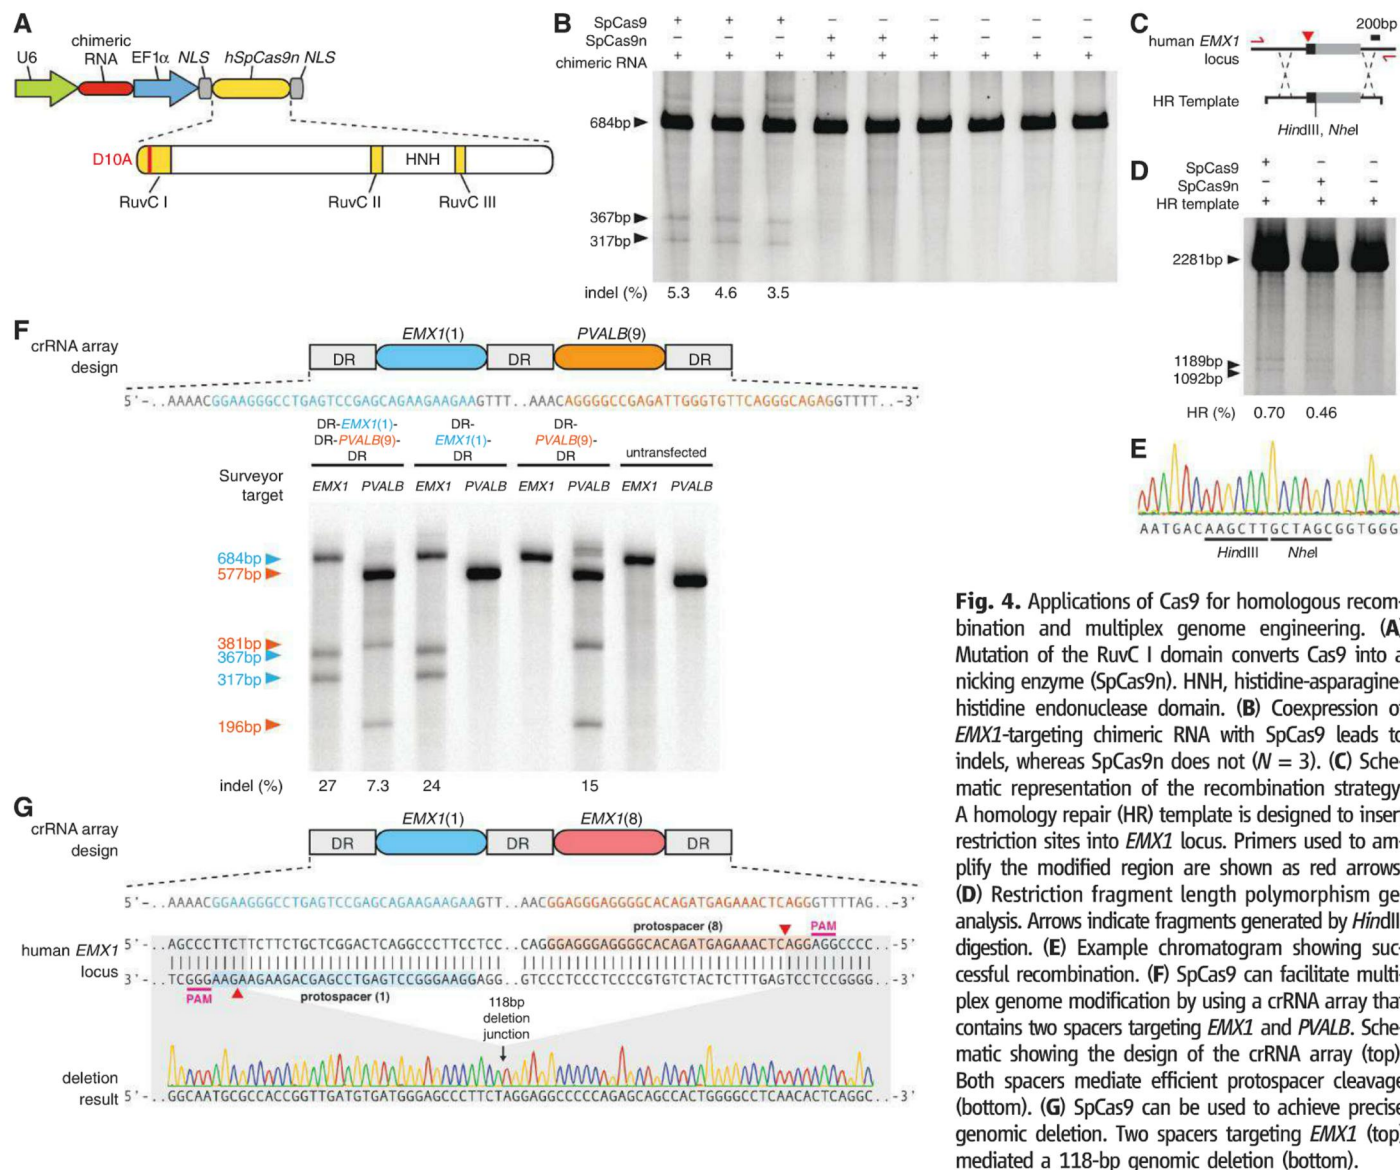 A
U6
chimeric
RNA
EF1α
NLS
hSpCas9n
NLS
D10A
HNH
RuvC I
RuvC II
RuvC III
B
SpCas9 + + + – – – – – –
SpCas9n – – – + + + – – –
chimeric RNA + + + + + + + + +
684bp
367bp
317bp
indel (%) 5.3 4.6 3.5
C
200bp
human EMX1
locus
HR Template
HindIII, NheI
D
SpCas9 + – –
SpCas9n – + –
HR template + + +
2281bp
1189bp
1092bp
HR (%) 0.70 0.46
E
AATGACAAGCTTGCTAGCGGTGGG
HindIII NheI
F
crRNA array
design
EMX1(1) PVALB(9)
DR DR DR
5'-..AAAACGGAAGGGCCTGAGTCCGAGCAGAAGAAGAAGTTT..AAACAGGGGCCGAGATTGGGTGTTCAGGGCAGAGGTTTT..-3'
DR-EMX1(1)-
DR-PVALB(9)-
DR
DR-
EMX1(1)-
DR
DR-
PVALB(9)-
DR
untransfected
Surveyor
target
EMX1 PVALB EMX1 PVALB EMX1 PVALB EMX1 PVALB
684bp
577bp
381bp
367bp
317bp
196bp
indel (%) 27 7.3 24 15
G
crRNA array
design
EMX1(1) EMX1(8)
DR DR DR
5'-..AAAACGGAAGGGCCTGAGTCCGAGCAGAAGAAGAAGTT..AACGGAGGGAGGGGCACAGATGAGAAACTCAGGGTTTTAG..-3'
protospacer (8)
PAM
human EMX1
locus
5'-..AGCCCTTCTTCTTCTGCTCGGACTCAGGCCCTTCCTCC..CAGGGAGGGAGGGGCACAGATGAGAAACTCAGGAGGCCCC..-5'
3'-..TCGGGAAGAAGAAGACGAGCCTGAGTCCGGGAAGGAGG..GTCCCTCCCTCCCCGTGTCTACTCTTTGAGTCCTCCGGGG..-3'
PAM
protospacer (1)
118bp
deletion
junction
deletion
result
5'-..GGCAATGCGCCACCGGTTGATGTGATGGGAGCCCTTCTAGGAGGCCCCCAGAGCAGCCACTGGGGCCTCAACACTCAGGC..-3'
Fig. 4. Applications of Cas9 for homologous recom-
bination and multiplex genome engineering. (A)
Mutation of the RuvC I domain converts Cas9 into a
nicking enzyme (SpCas9n). HNH, histidine-asparagine-
histidine endonuclease domain. (B) Coexpression of
EMX1-targeting chimeric RNA with SpCas9 leads to
indels, whereas SpCas9n does not (N = 3). (C) Sche-
matic representation of the recombination strategy.
A homology repair (HR) template is designed to insert
restriction sites into EMX1 locus. Primers used to am-
plify the modified region are shown as red arrows.
(D) Restriction fragment length polymorphism gel
analysis. Arrows indicate fragments generated by HindIII
digestion. (E) Example chromatogram showing suc-
cessful recombination. (F) SpCas9 can facilitate multi-
plex genome modification by using a crRNA array that
contains two spacers targeting EMX1 and PVALB. Sche-
matic showing the design of the crRNA array (top).
Both spacers mediate efficient protospacer cleavage
(bottom). (G) SpCas9 can be used to achieve precise
genomic deletion. Two spacers targeting EMX1 (top)
mediated a 118-bp genomic deletion (bottom).